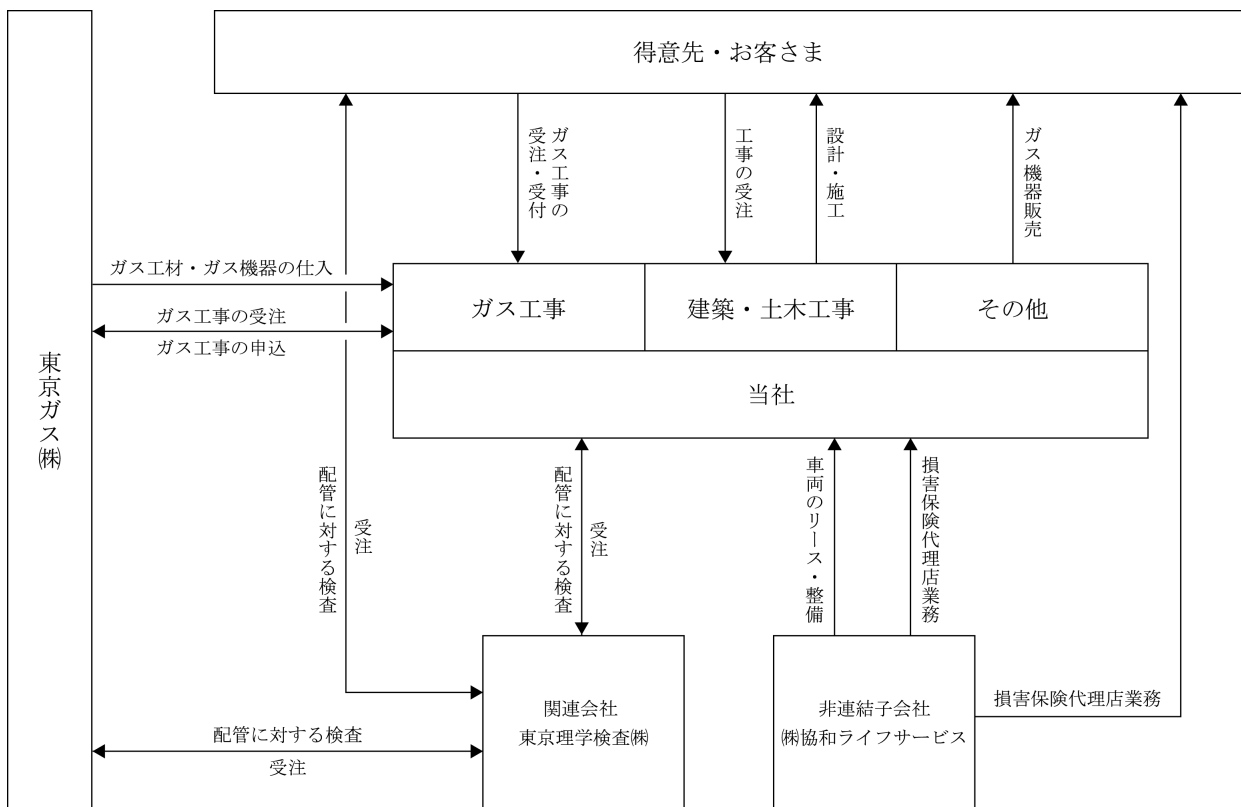 得意先・お客さま
ガス工事の
受注・受付
工事の受注
設計・施工
ガス機器販売
ガス工材・ガス機器の仕入
ガス工事の受注
ガス工事の申込
東京ガス㈱
ガス工事
建築・土木工事
その他
当社
配管に対する検査
受注
配管に対する検査
受注
車両のリース・整備
損害保険代理店業務
関連会社
東京理学検査㈱
非連結子会社
㈱協和ライフサービス
損害保険代理店業務
配管に対する検査
受注